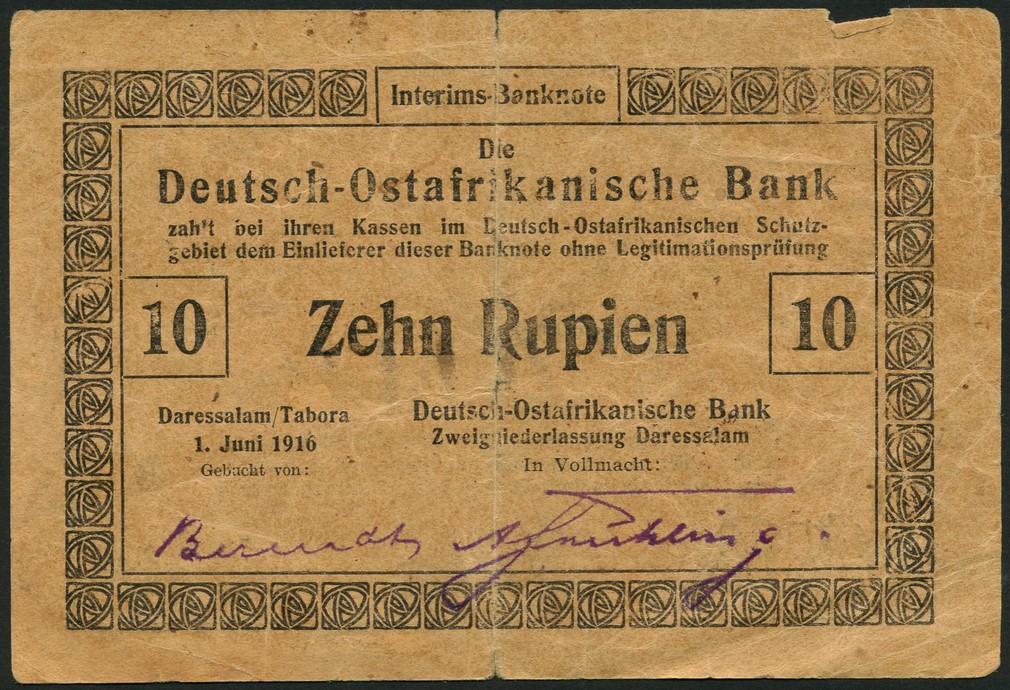 Interims-Banknote
Die
Deutsch-Ostafrikanische Bank
zahlt bei ihren Kassen im Deutsch-Ostafrikanischen Schutz-
gebiet dem Einlieferer dieser Banknote ohne Legitimationsprüfung
10 Zehn Rupien 10
Daressalam/Tabora
1. Juni 1916
Gebucht von:
Deutsch-Ostafrikanische Bank
Zweigniederlassung Daressalam
In Vollmacht:
Berendt